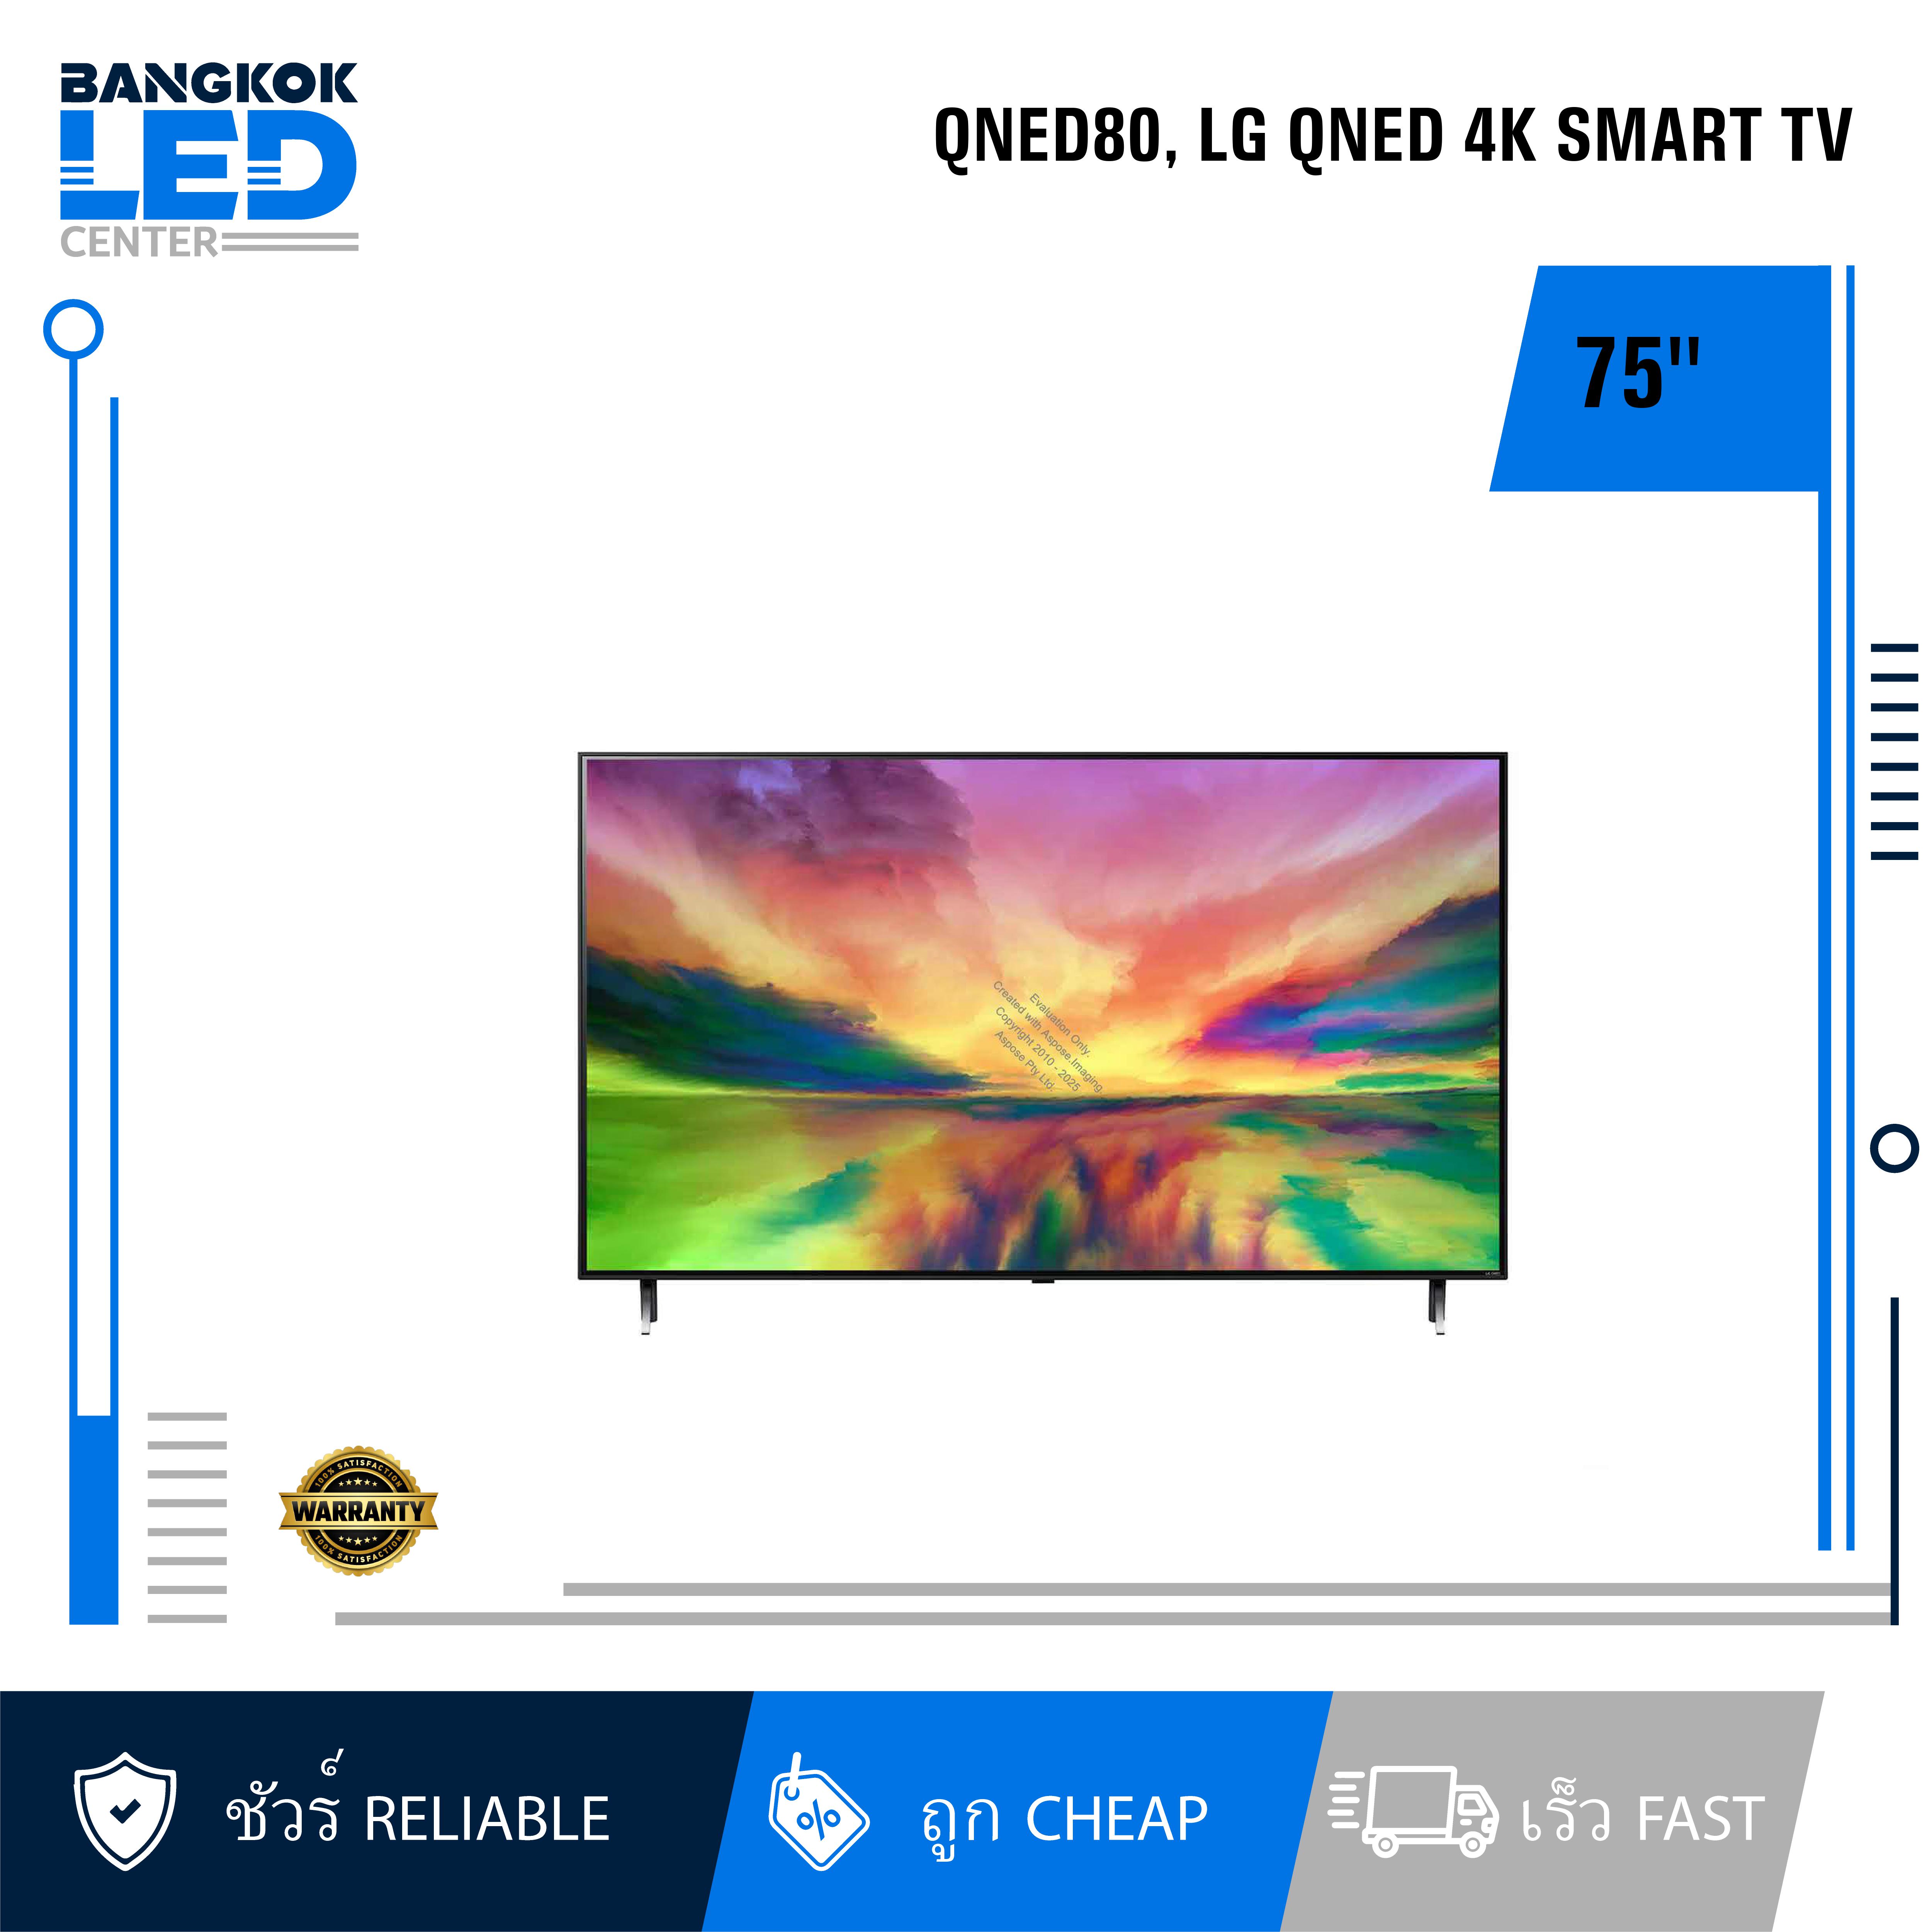 BANGKOK
LED
CENTER
QNED80, LG QNED 4K SMART TV
75"
Evaluation Only.
Created with Aspose.Imaging.
Copyright 2010 - 2025
Aspose Pty Ltd.
100% SATISFACTION
WARRANTY
100% SATISFACTION
ชัวร์ RELIABLE
% ถูก CHEAP
เร็ว FAST